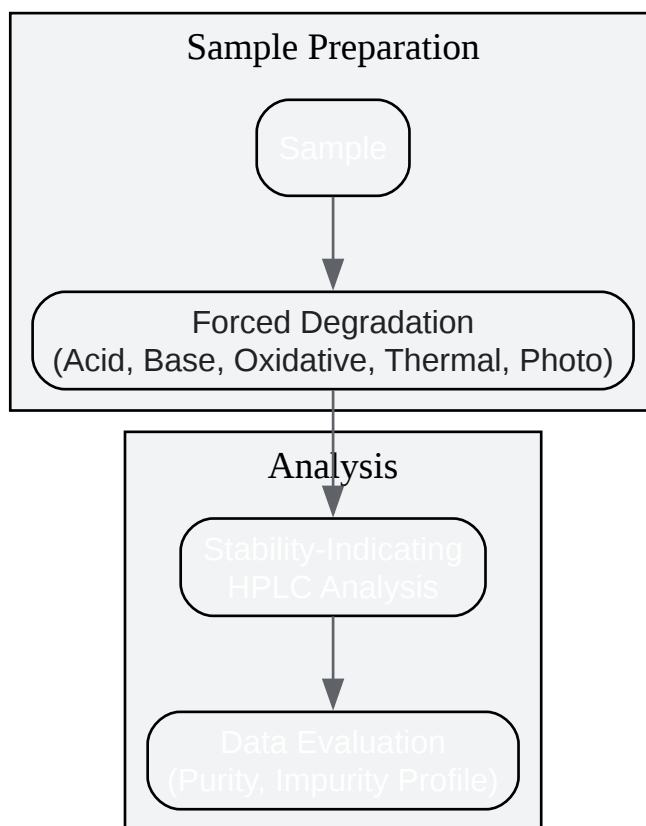 Sample Preparation
Sample
Forced Degradation
(Acid, Base, Oxidative, Thermal, Photo)
Analysis
Stability-Indicating
HPLC Analysis
Data Evaluation
(Purity, Impurity Profile)